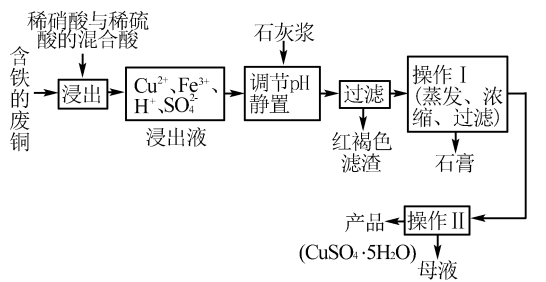 稀硝酸与稀硫
酸的混合酸
含铁的废铜
浸出
Cu²⁺、Fe³⁺、
H⁺、SO₄²⁻
浸出液
石灰浆
调节pH
静置
过滤
红褐色
滤渣
操作Ⅰ
(蒸发、浓
缩、过滤)
石膏
操作Ⅱ
产品
(CuSO₄·5H₂O)
母液